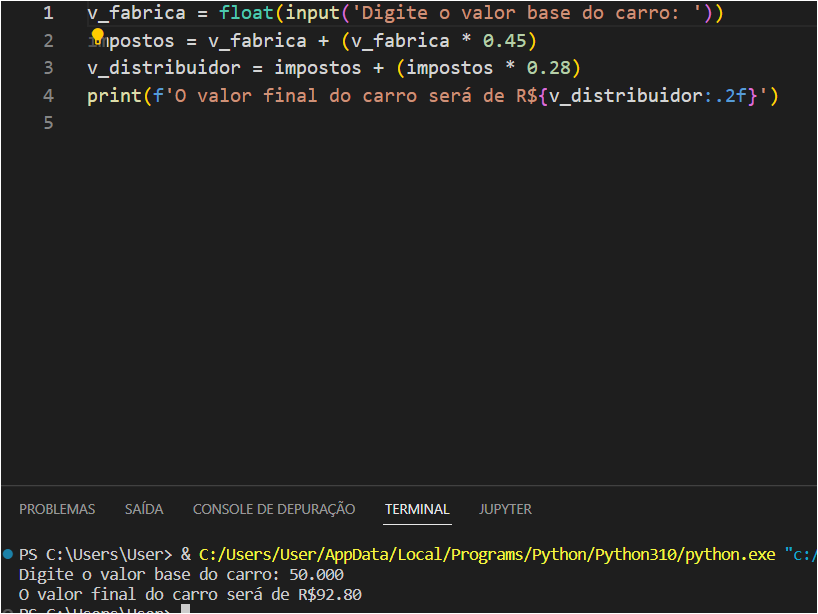 1 v_fabrica = float(input('Digite o valor base do carro: '))
2 impostos = v_fabrica + (v_fabrica * 0.45)
3 v_distribuidor = impostos + (impostos * 0.28)
4 print(f'O valor final do carro será de R${v_distribuidor:.2f}')
5
PROBLEMAS SAÍDA CONSOLE DE DEPURAÇÃO TERMINAL JUPYTER
PS C:\Users\User> & C:/Users/User/AppData/Local/Programs/Python/Python310/python.exe "c:/
Digite o valor base do carro: 50.000
O valor final do carro será de R$92.80
PS C:\Users\User>